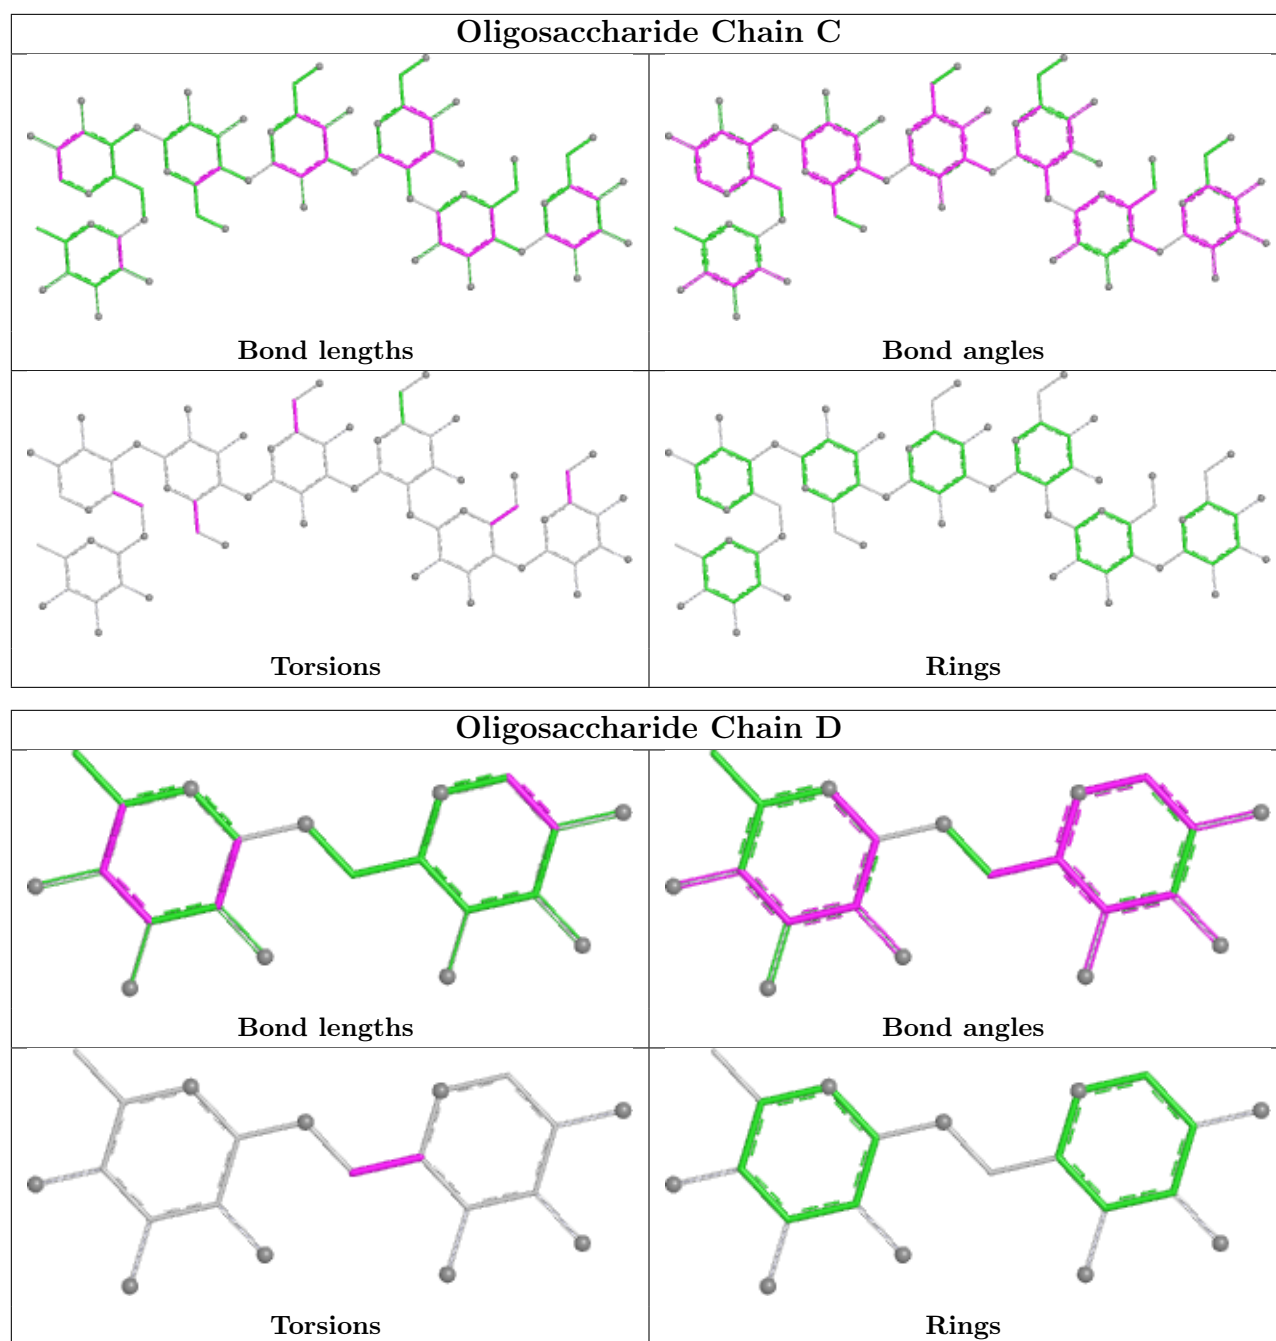 Oligosaccharide Chain C
Bond lengths
Bond angles
Torsions
Rings
Oligosaccharide Chain D
Bond lengths
Bond angles
Torsions
Rings